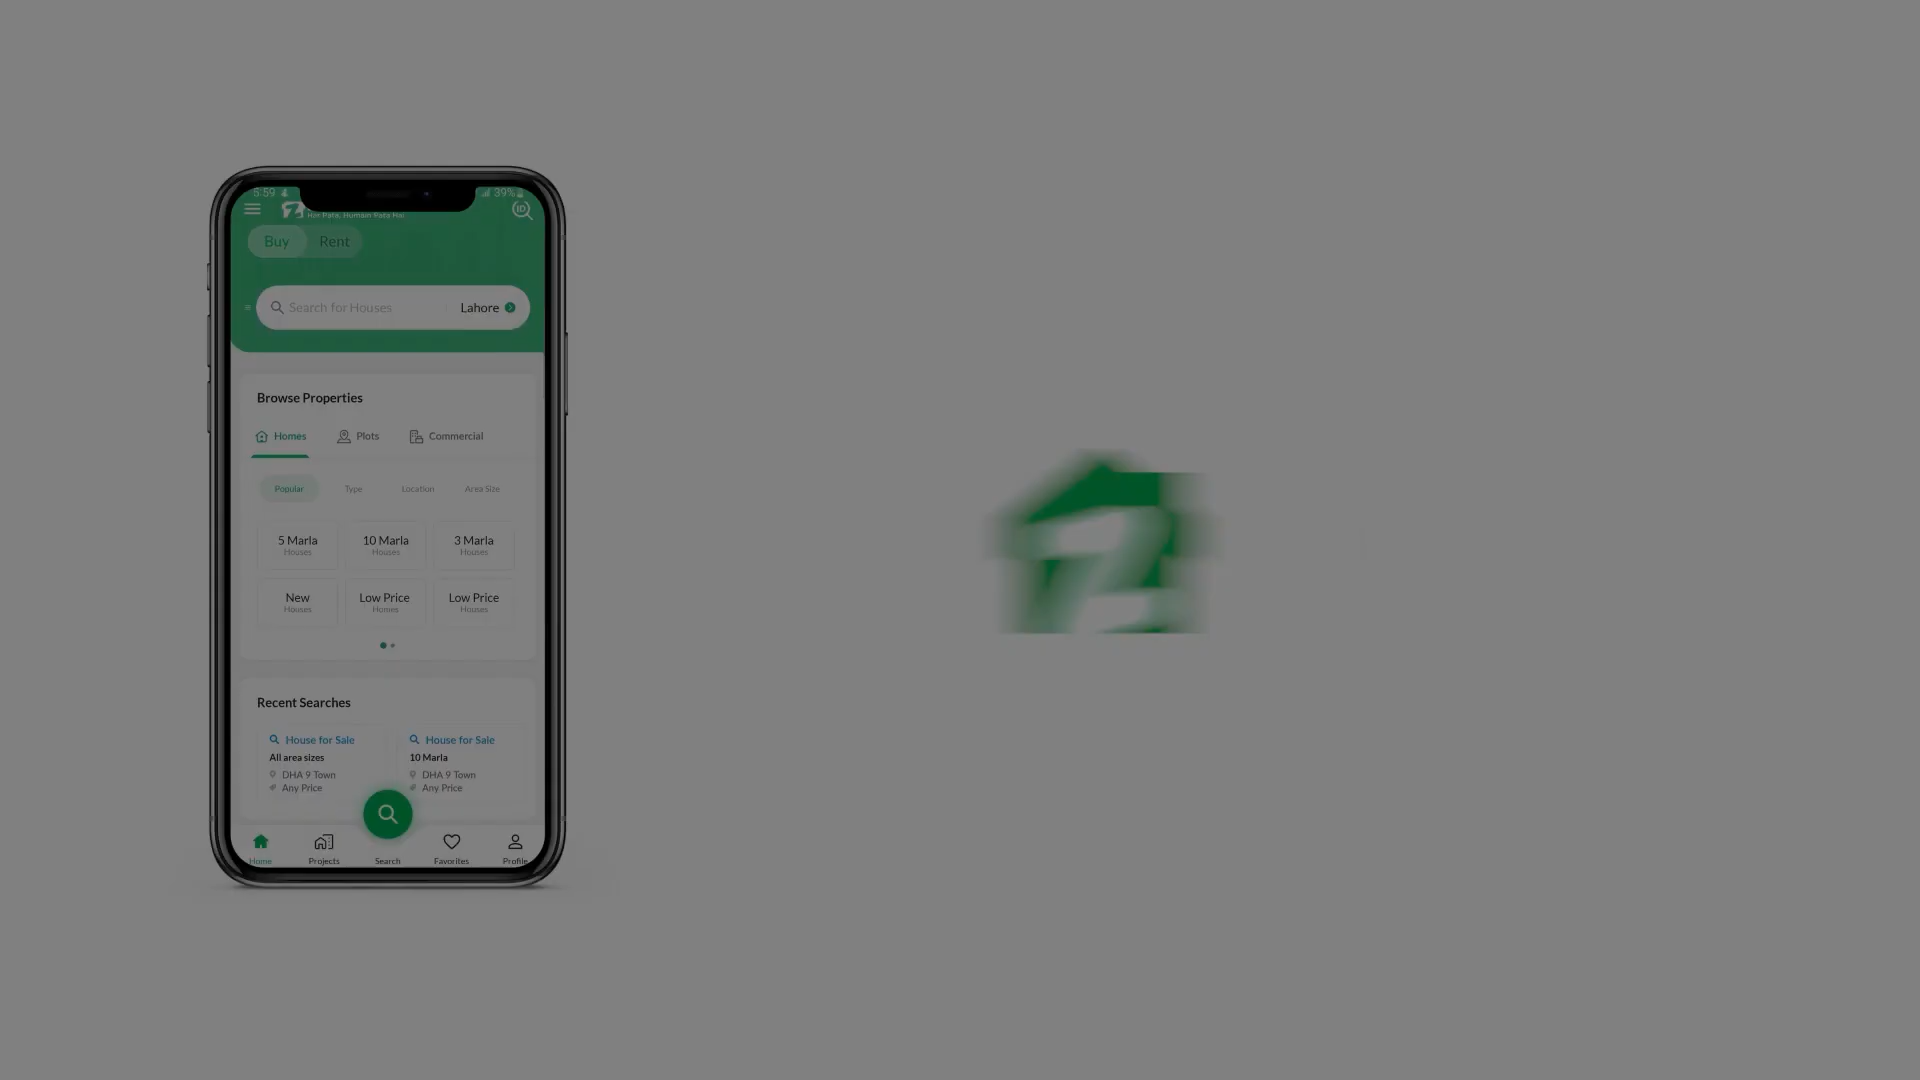 5:59 39%
Har Pata, Humain Pata Hai
Buy Rent
Search for Houses Lahore
Browse Properties
Homes Plots Commercial
Popular Type Location Area Size
5 Marla 10 Marla 3 Marla
Houses Houses Houses
New Low Price Low Price
Houses Homes Houses
Recent Searches
House for Sale House for Sale
All area sizes 10 Marla
DHA 9 Town DHA 9 Town
Any Price Any Price
Home Projects Search Favorites Profile